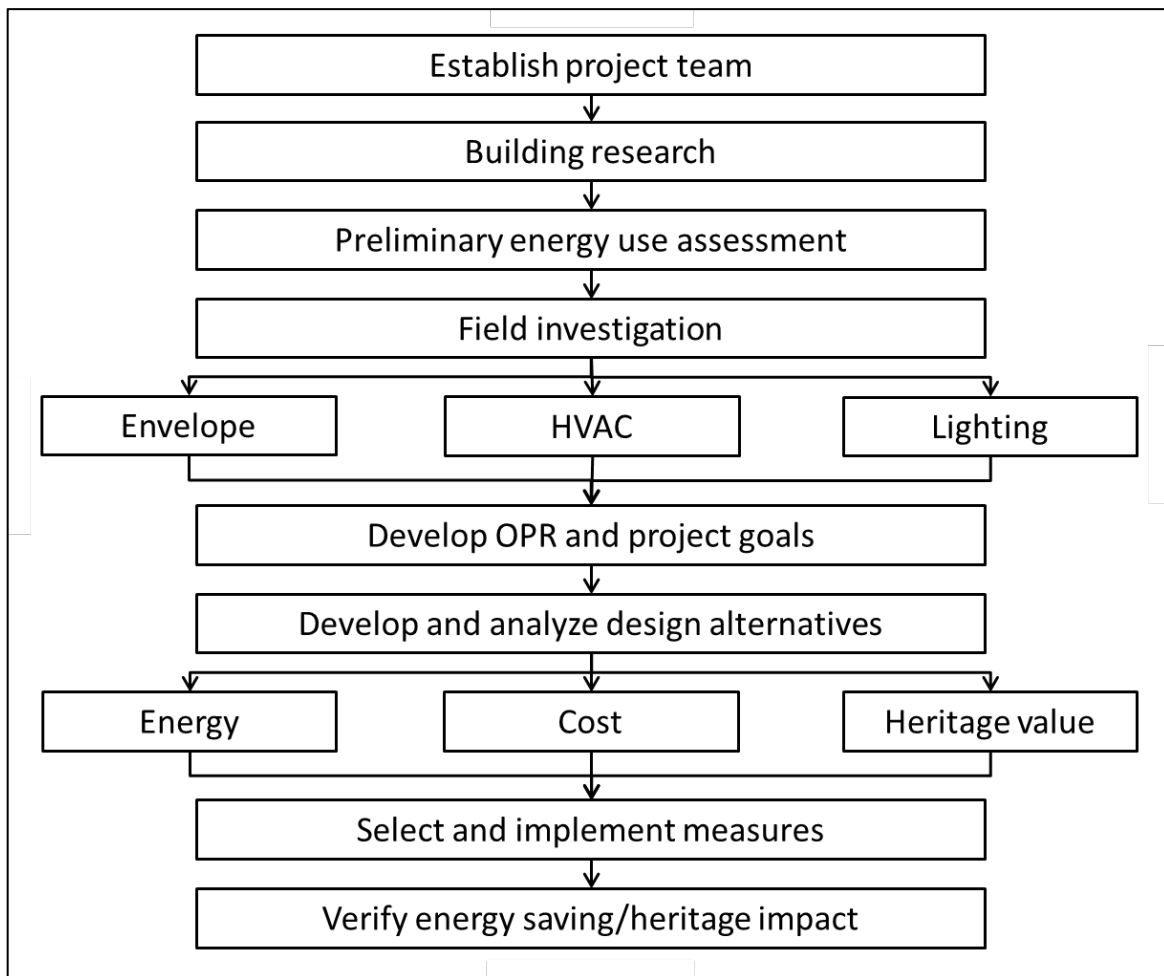 Establish project team
Building research
Preliminary energy use assessment
Field investigation
Envelope
HVAC
Lighting
Develop OPR and project goals
Develop and analyze design alternatives
Energy
Cost
Heritage value
Select and implement measures
Verify energy saving/heritage impact